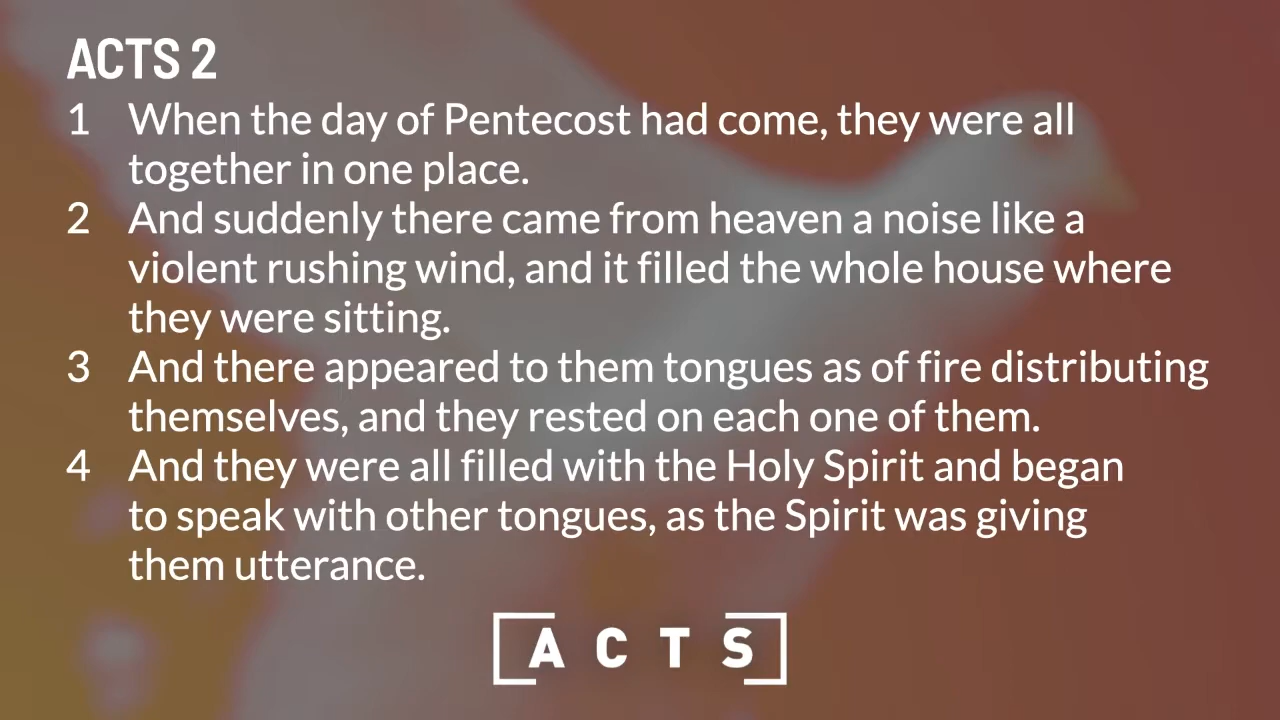 ACTS 2
1 When the day of Pentecost had come, they were all
together in one place.
2 And suddenly there came from heaven a noise like a
violent rushing wind, and it filled the whole house where
they were sitting.
3 And there appeared to them tongues as of fire distributing
themselves, and they rested on each one of them.
4 And they were all filled with the Holy Spirit and began
to speak with other tongues, as the Spirit was giving
them utterance.
ACTS